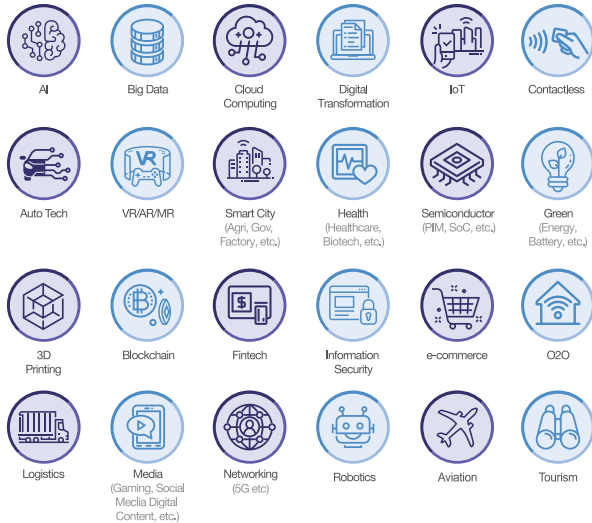 AI
Big Data
Cloud
Computing
Digital
Transformation
IoT
Contactless
Auto Tech
VR
VR/AR/MR
Smart City
(Agri, Gov,
Factory, etc.)
Health
(Healthcare,
Biotech, etc.)
Semiconductor
(PIM, SoC, etc.)
Green
(Energy,
Battery, etc.)
3D
Printing
Blockchain
$
Fintech
Information
Security
e-commerce
O2O
Logistics
Media
(Gaming, Social
Meclia Digital
Content, etc.)
Networking
(5G etc)
Robotics
Aviation
Tourism